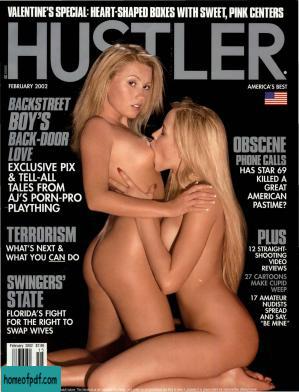 VALENTINE'S SPECIAL: HEART-SHAPED BOXES WITH SWEET, PINK CENTERS
HUSTLER
FEBRUARY 2002
AMERICA'S BEST
BACKSTREET
BOY'S
BACK-DOOR
LOVE
EXCLUSIVE PIX
& TELL-ALL
TALES FROM
AJ'S PORN-PRO
PLAYTHING
TERRORISM
WHAT'S NEXT &
WHAT YOU CAN DO
SWINGERS'
STATE
FLORIDA'S FIGHT
FOR THE RIGHT TO
SWAP WIVES
OBSCENE
PHONE CALLS
HAS STAR 69
KILLED A
GREAT
AMERICAN
PASTIME?
PLUS
12 STRAIGHT-
SHOOTING
VIDEO
REVIEWS
27 CARTOONS
MAKE CUPID
WEEP
17 AMATEUR
NUDISTS
SPREAD
AND SAY,
"BE MINE"
February 2002 $7.99
homeofpdf.com